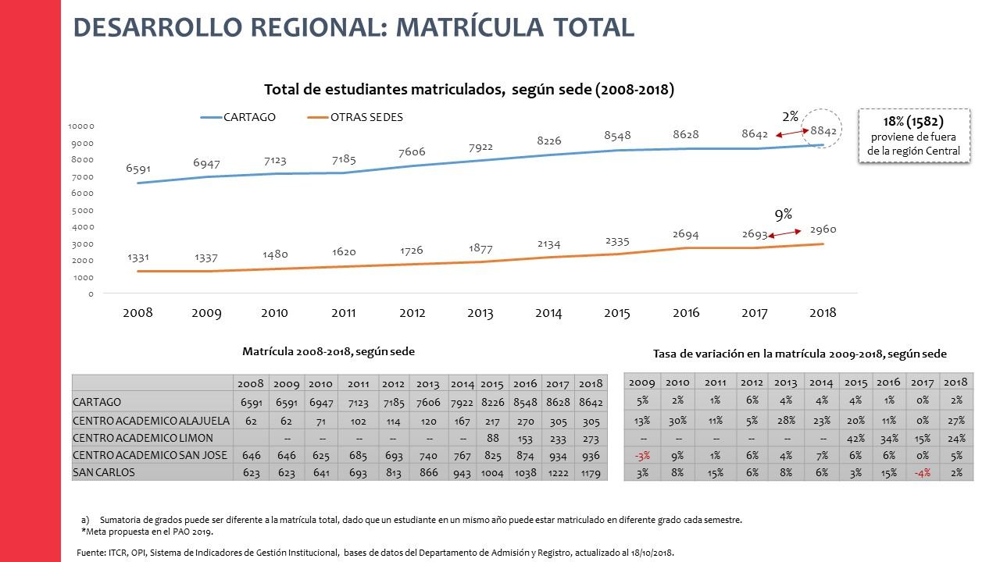 DESARROLLO REGIONAL: MATRÍCULA TOTAL
Total de estudiantes matriculados, según sede (2008-2018)
CARTAGO OTRAS SEDES
10000
9000
8000
7000
6000
5000
4000
3000
2000
1000
0
6591 6947 7123 7185 7606 7922 8226 8548 8628 8642 8842
2%
1331 1337 1480 1620 1726 1877 2134 2335 2694 2693 2960
9%
2008 2009 2010 2011 2012 2013 2014 2015 2016 2017 2018
18% (1582)
proviene de fuera
de la región Central
Matrícula 2008-2018, según sede
2008 2009 2010 2011 2012 2013 2014 2015 2016 2017 2018
CARTAGO 6591 6591 6947 7123 7185 7606 7922 8226 8548 8628 8642
CENTRO ACADEMICO ALAJUELA 62 62 71 102 114 120 167 217 270 305 305
CENTRO ACADEMICO LIMON -- -- -- -- -- -- 88 153 233 273
CENTRO ACADEMICO SAN JOSE 646 646 625 685 693 740 767 825 874 934 936
SAN CARLOS 623 623 641 693 813 866 943 1004 1038 1222 1179
Tasa de variación en la matrícula 2009-2018, según sede
2009 2010 2011 2012 2013 2014 2015 2016 2017 2018
5% 2% 1% 6% 4% 4% 4% 1% 0% 2%
13% 30% 11% 5% 28% 23% 20% 11% 0% 27%
-- -- -- -- -- -- 42% 34% 15% 24%
-3% 9% 1% 6% 4% 7% 6% 6% 0% 5%
3% 8% 15% 6% 8% 6% 3% 15% -4% 2%
a) Sumatoria de grados puede ser diferente a la matrícula total, dado que un estudiante en un mismo año puede estar matriculado en diferente grado cada semestre.
*Meta propuesta en el PAO 2019.
Fuente: ITCR, OPI, Sistema de Indicadores de Gestión Institucional, bases de datos del Departamento de Admisión y Registro, actualizado al 18/10/2018.